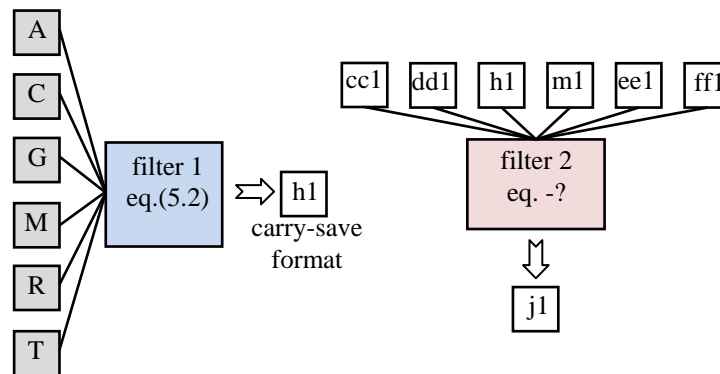 A
C
G
M
R
T
filter 1
eq.(5.2)
h1
carry-save
format
cc1 dd1 h1 m1 ee1 ff1
filter 2
eq. -?
j1